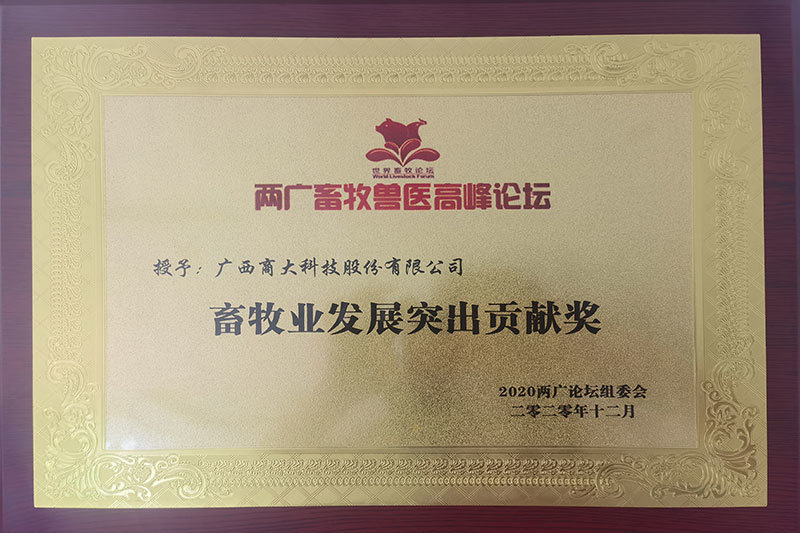 世界畜牧论坛
World Livestock Forum
两广畜牧兽医高峰论坛
授予：广西商大科技股份有限公司
畜牧业发展突出贡献奖
2020两广论坛组委会
二零二零年十二月